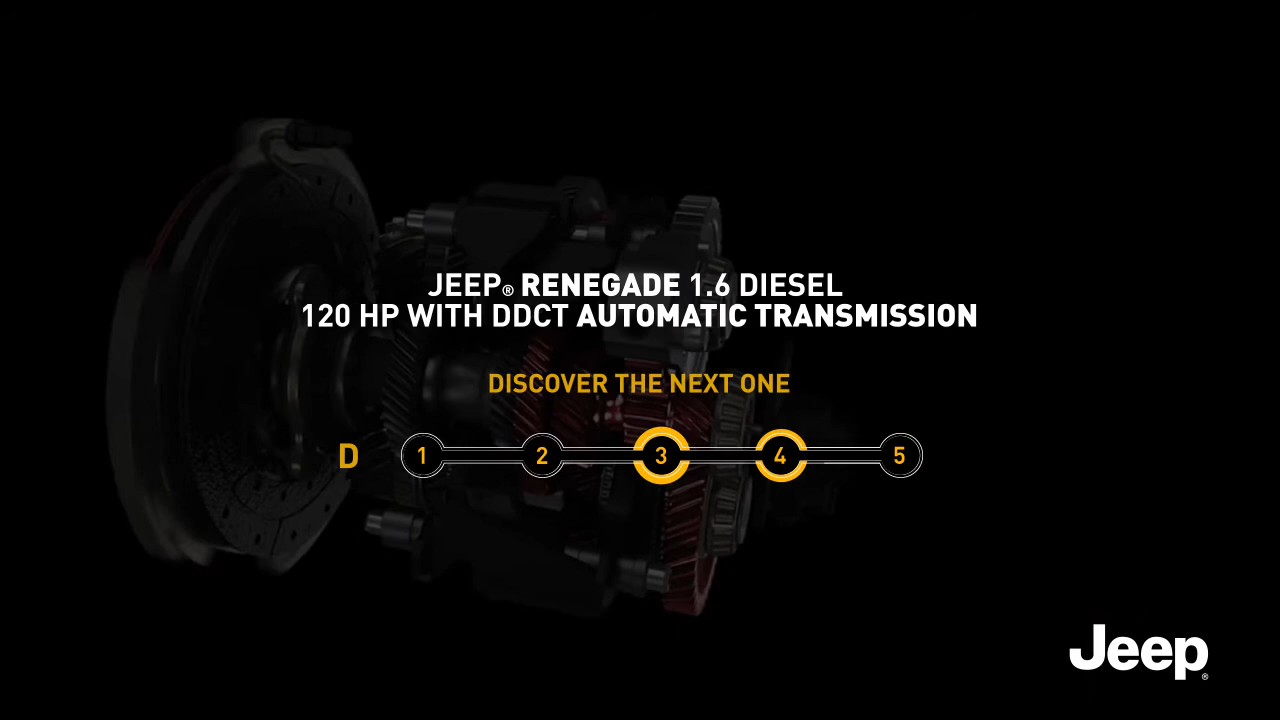 JEEP® RENEGADE 1.6 DIESEL
120 HP WITH DDCT AUTOMATIC TRANSMISSION
DISCOVER THE NEXT ONE
D 1 2 3 4 5
Jeep®